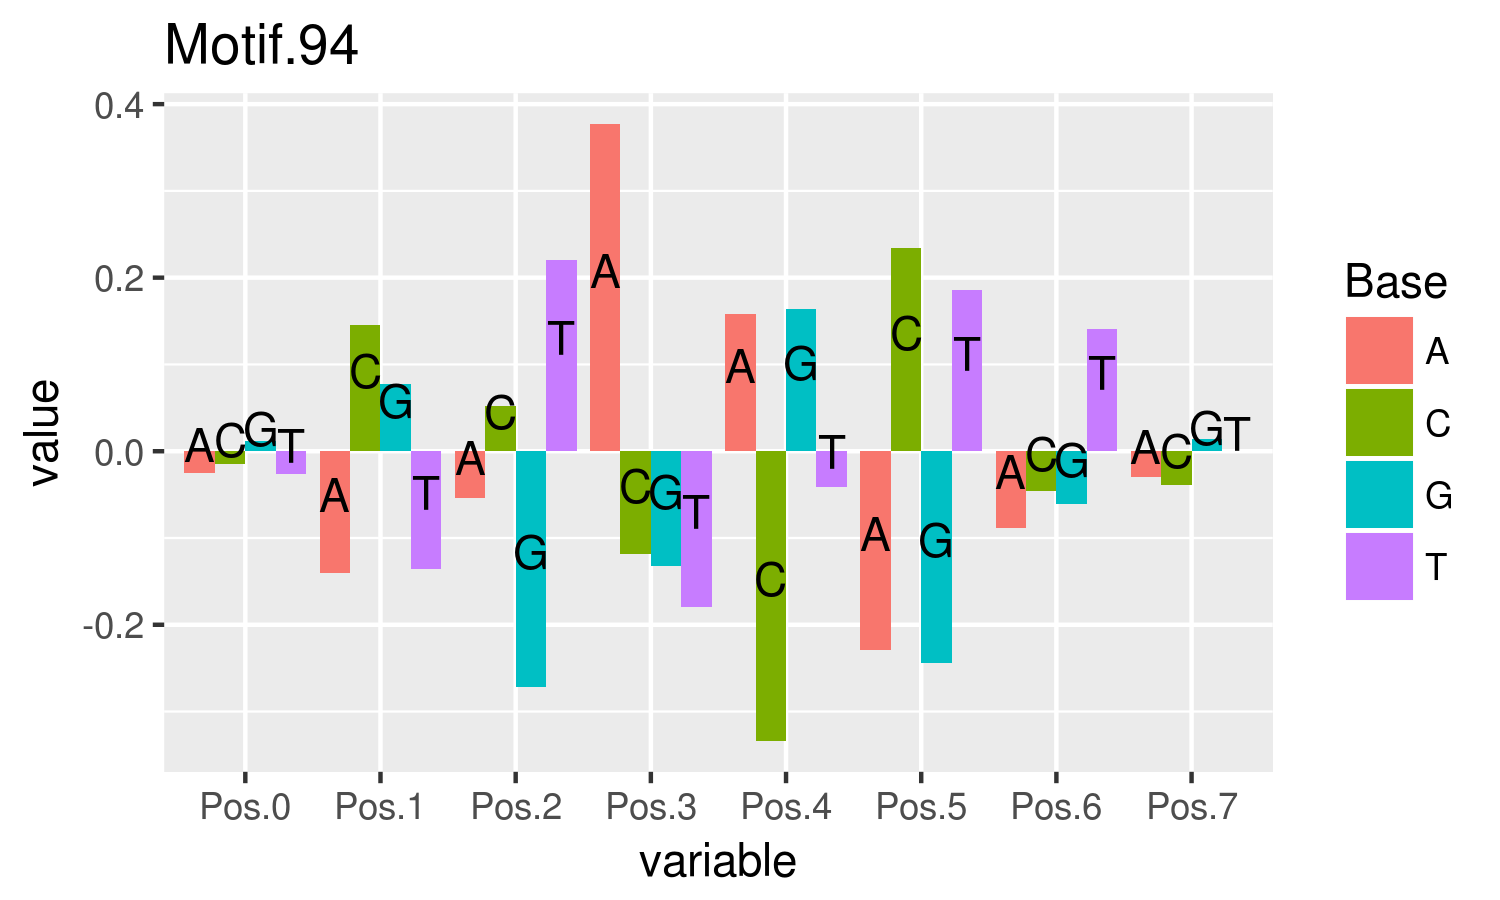 Motif.94
0.4
0.2
0.0
-0.2
value
A C G T
A C G T
A C G T
A C G T
A C G T
A C G T
A C G T
A C G T
Pos.0 Pos.1 Pos.2 Pos.3 Pos.4 Pos.5 Pos.6 Pos.7
variable
Base
A
C
G
T